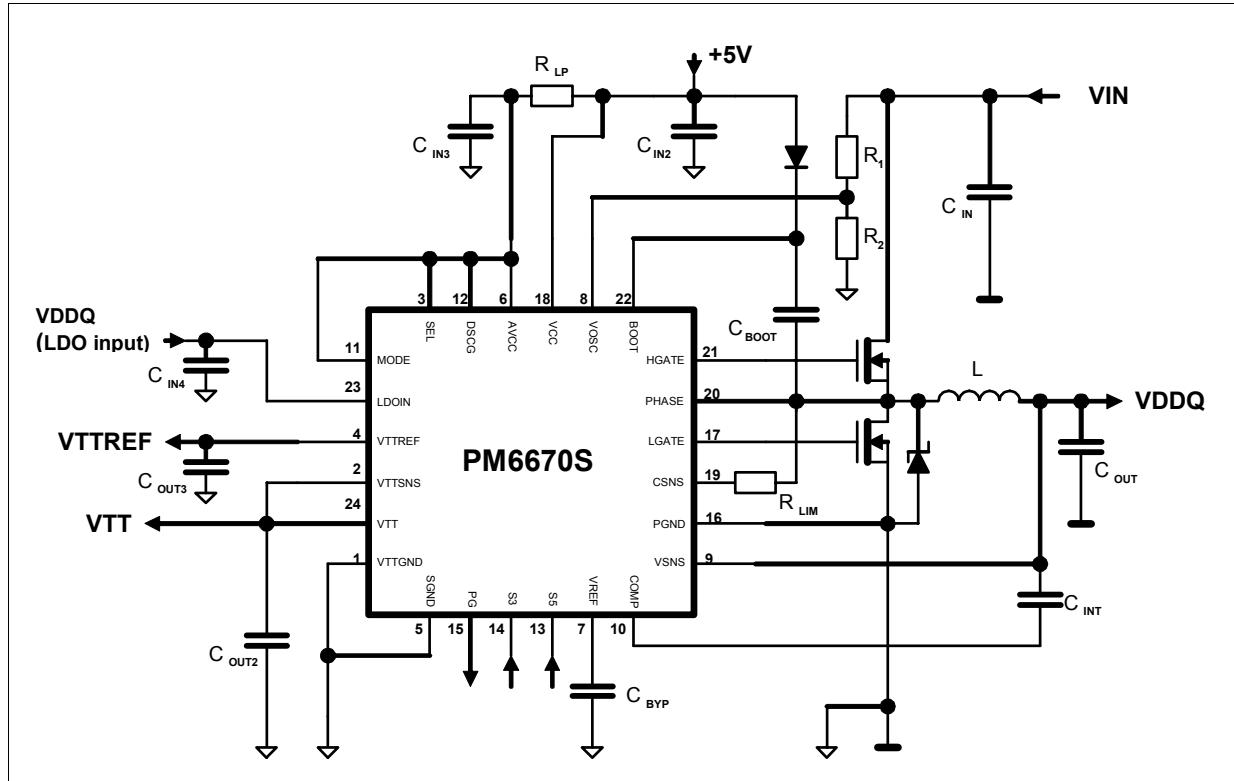 +5V
R LP
VIN
C IN3
C IN2
R 1
C IN
R 2
3 12 6 18 8 22
VDDQ
(LDO input)
SEL DSCG AVCC VCC VOSC BOOT
C BOOT
11 MODE
HGATE 21
C IN4
L
23 LDOIN
PHASE 20
VDDQ
VTTREF
4 VTTREF
LGATE 17
PM6670S
C OUT3
2 VTTSNS
CSNS 19
C OUT
R LIM
VTT
24 VTT
PGND 16
1 VTTGND
VSNS 9
SGND PG S3 S5 VREF COMP
C INT
5 15 14 13 7 10
C OUT2
C BYP